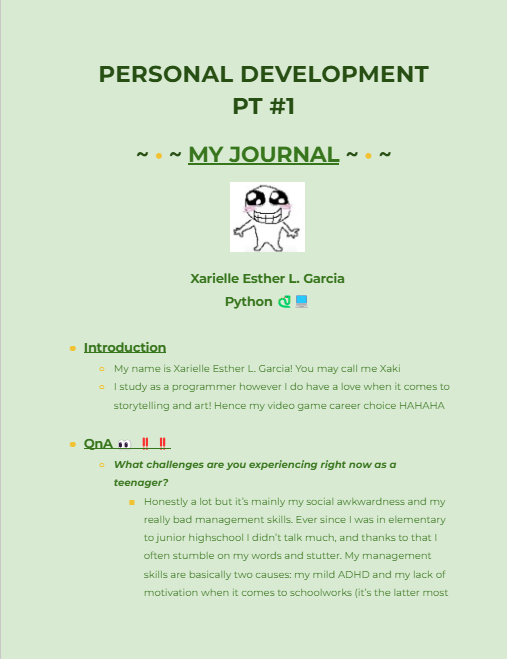 PERSONAL DEVELOPMENT
PT #1
~ • ~ MY JOURNAL ~ • ~
Xarielle Esther L. Garcia
Python 🐍 💻
Introduction
My name is Xarielle Esther L. Garcia! You may call me Xaki
I study as a programmer however I do have a love when it comes to
storytelling and art! Hence my video game career choice HAHAHA
QnA 👀 ‼️ ‼️
What challenges are you experiencing right now as a
teenager?
Honestly a lot but it's mainly my social awkwardness and my
really bad management skills. Ever since I was in elementary
to junior highschool I didn't talk much, and thanks to that I
often stumble on my words and stutter. My management
skills are basically two causes: my mild ADHD and my lack of
motivation when it comes to schoolworks (it's the latter most